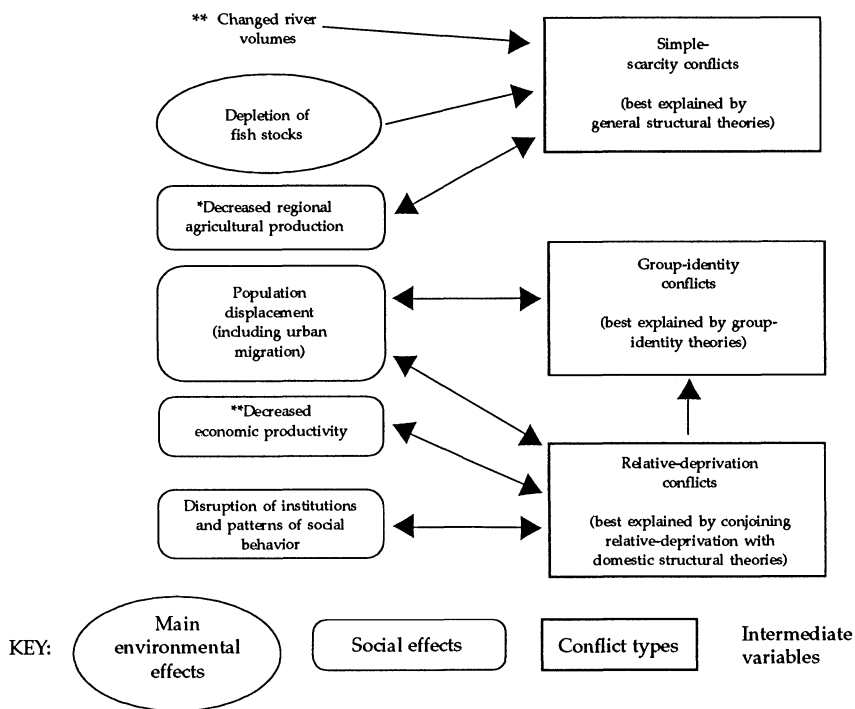 ** Changed river
volumes
Simple-
scarcity conflicts
(best explained by
general structural theories)
Depletion of
fish stocks
*Decreased regional
agricultural production
Population
displacement
(including urban
migration)
Group-identity
conflicts
(best explained by group-
identity theories)
**Decreased
economic productivity
Relative-deprivation
conflicts
(best explained by conjoining
relative-deprivation with
domestic structural theories)
Disruption of institutions
and patterns of social
behavior
KEY:
Main
environmental
effects
Social effects
Conflict types
Intermediate
variables